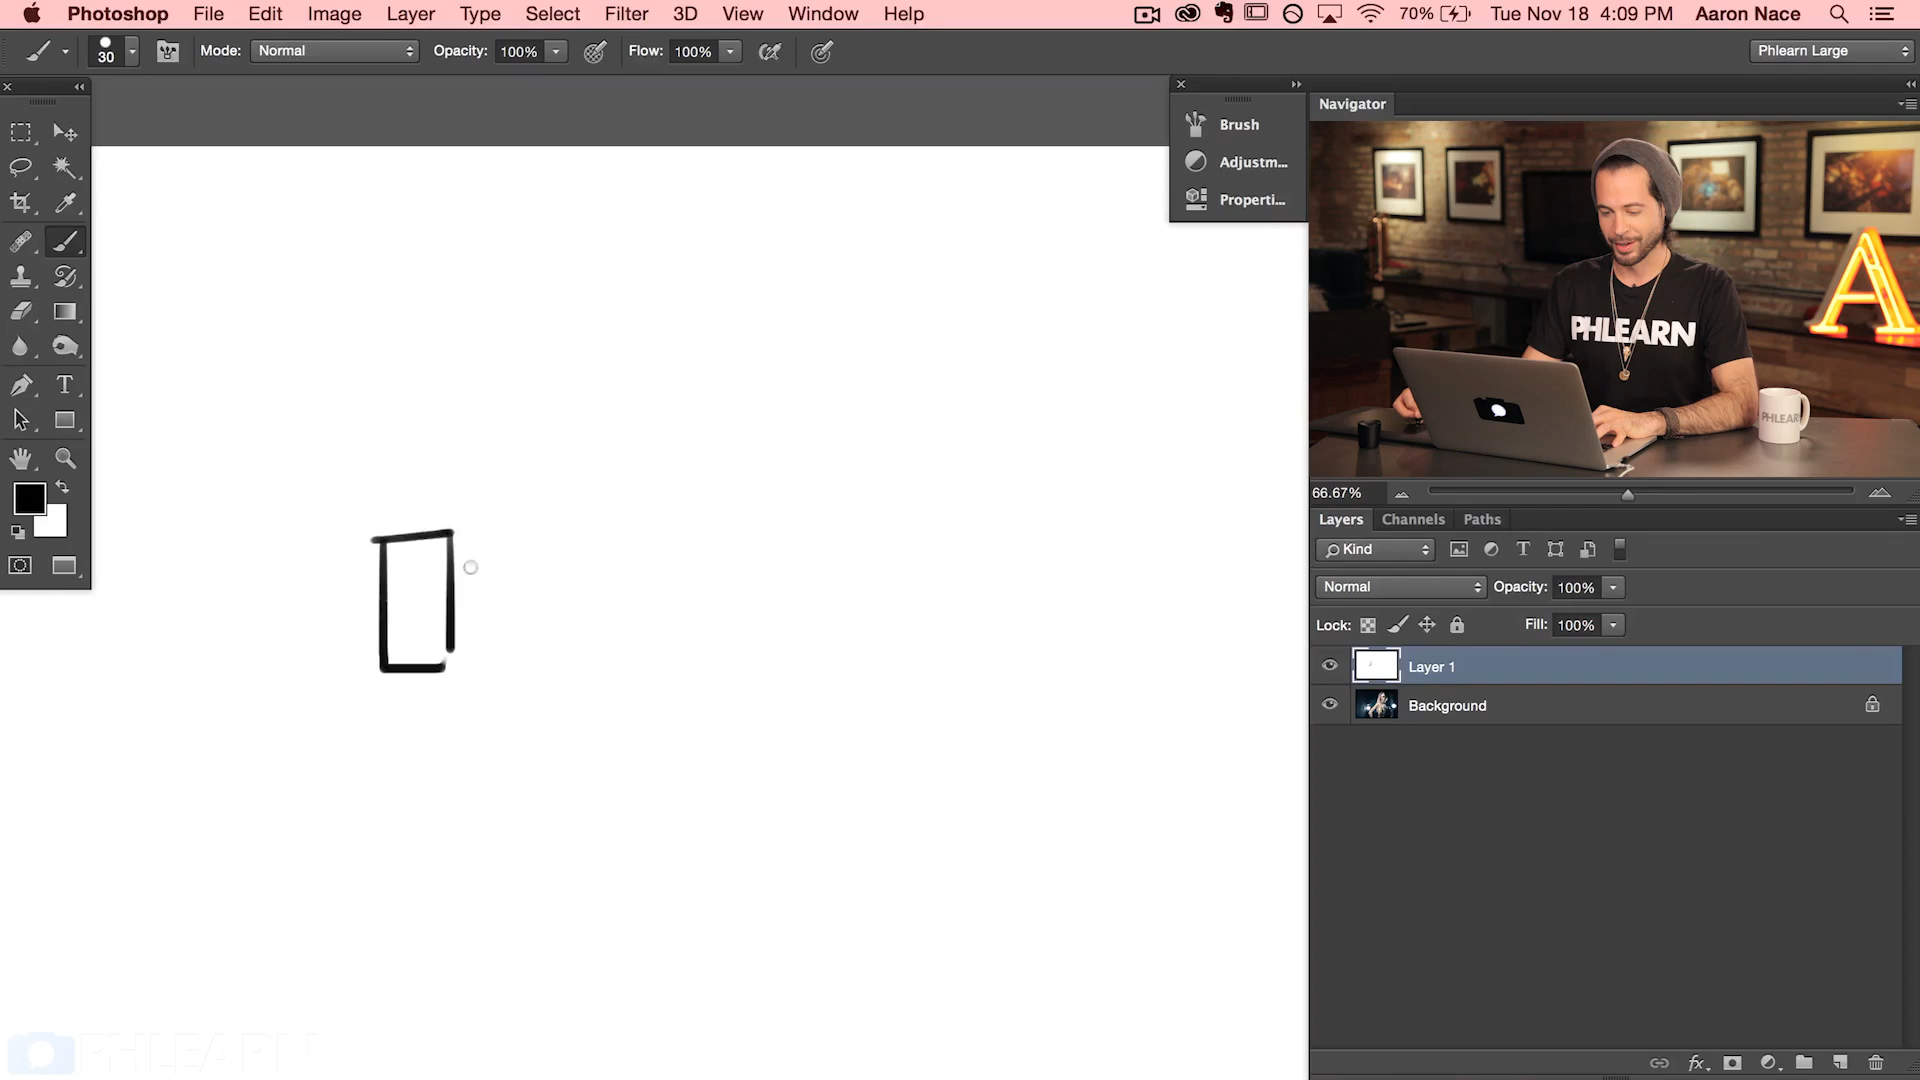 Photoshop File Edit Image Layer Type Select Filter 3D View Window Help 70% Tue Nov 18 4:09 PM Aaron Nace
30 Mode: Normal Opacity: 100% Flow: 100% Phlearn Large
Navigator
Brush
Adjustm...
Properti...
PHLEARN
A
PHLEARN
66.67%
Layers Channels Paths
Kind
Normal Opacity: 100%
Lock: Fill: 100%
Layer 1
Background
PHLEARN